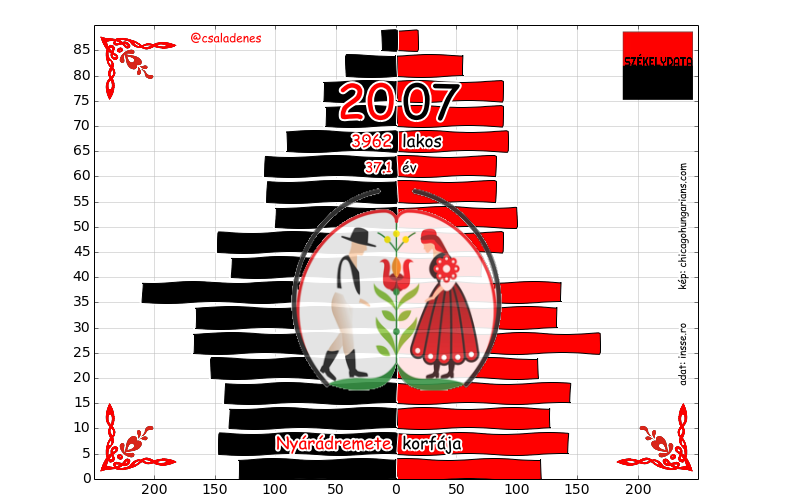 @csaladenes
SZÉKELYDATA
2007
3962 lakos
37.1 év
kép: chicagohungarians.com
adat: insse.ro
Nyárádremete korfája
85
80
75
70
65
60
55
50
45
40
35
30
25
20
15
10
5
0
200 150 100 50 0 50 100 150 200